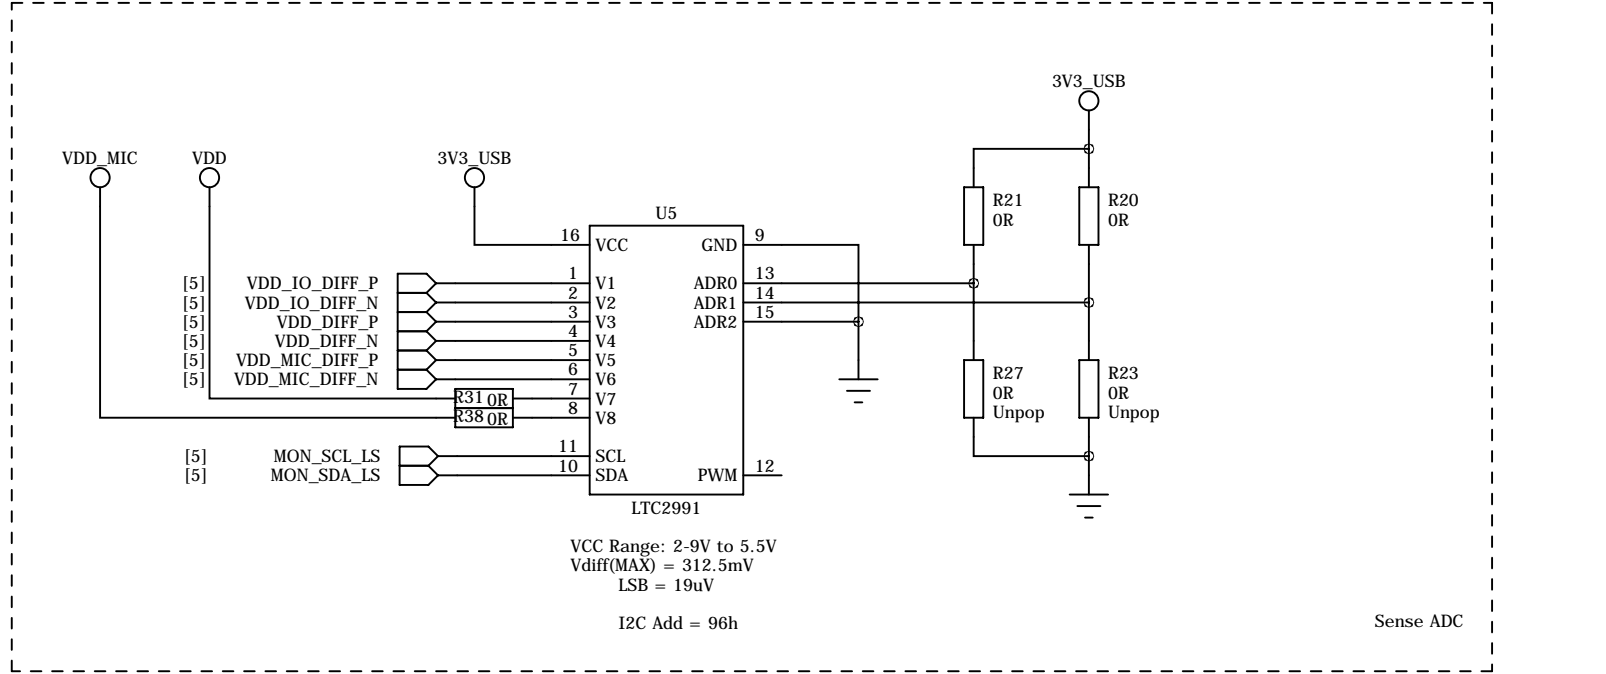 3V3_USB
VDD_MIC VDD 3V3_USB
R21 R20
0R 0R
U5
16 VCC GND 9
[5] VDD_IO_DIFF_P 1 V1 ADR0 13
[5] VDD_IO_DIFF_N 2 V2 ADR1 14
[5] VDD_DIFF_P 3 V3 ADR2 15
[5] VDD_DIFF_N 4 V4
[5] VDD_MIC_DIFF_P 5 V5
[5] VDD_MIC_DIFF_N 6 V6
R27 R23
0R 0R
Unpop Unpop
R31 0R 7 V7
R38 0R 8 V8
[5] MON_SCL_LS 11 SCL
[5] MON_SDA_LS 10 SDA PWM 12
LTC2991
VCC Range: 2-9V to 5.5V
Vdiff(MAX) = 312.5mV
LSB = 19uV
I2C Add = 96h
Sense ADC